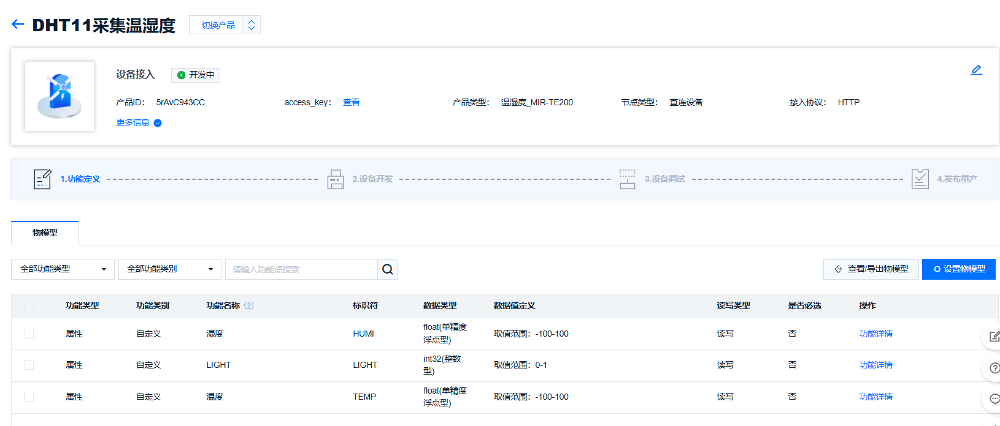 DHT11采集温湿度 切换产品
设备接入 开发中
产品ID： 5rAvC943CC access_key： 查看 产品类型： 温湿度_MIR-TE200 节点类型： 直连设备 接入协议： HTTP
更多信息
1.功能定义 2.设备开发 3.设备调试 4.发布量产
物模型
全部功能类型 全部功能类别 请输入功能点搜索 查看/导出物模型 设置物模型
功能类型 功能类别 功能名称 标识符 数据类型 数据值定义 读写类型 是否必选 操作
属性 自定义 湿度 HUMI float(单精度浮点型) 取值范围：-100-100 读写 否 功能详情
属性 自定义 LIGHT LIGHT int32(整数型) 取值范围：0-1 读写 否 功能详情
属性 自定义 温度 TEMP float(单精度浮点型) 取值范围：-100-100 读写 否 功能详情